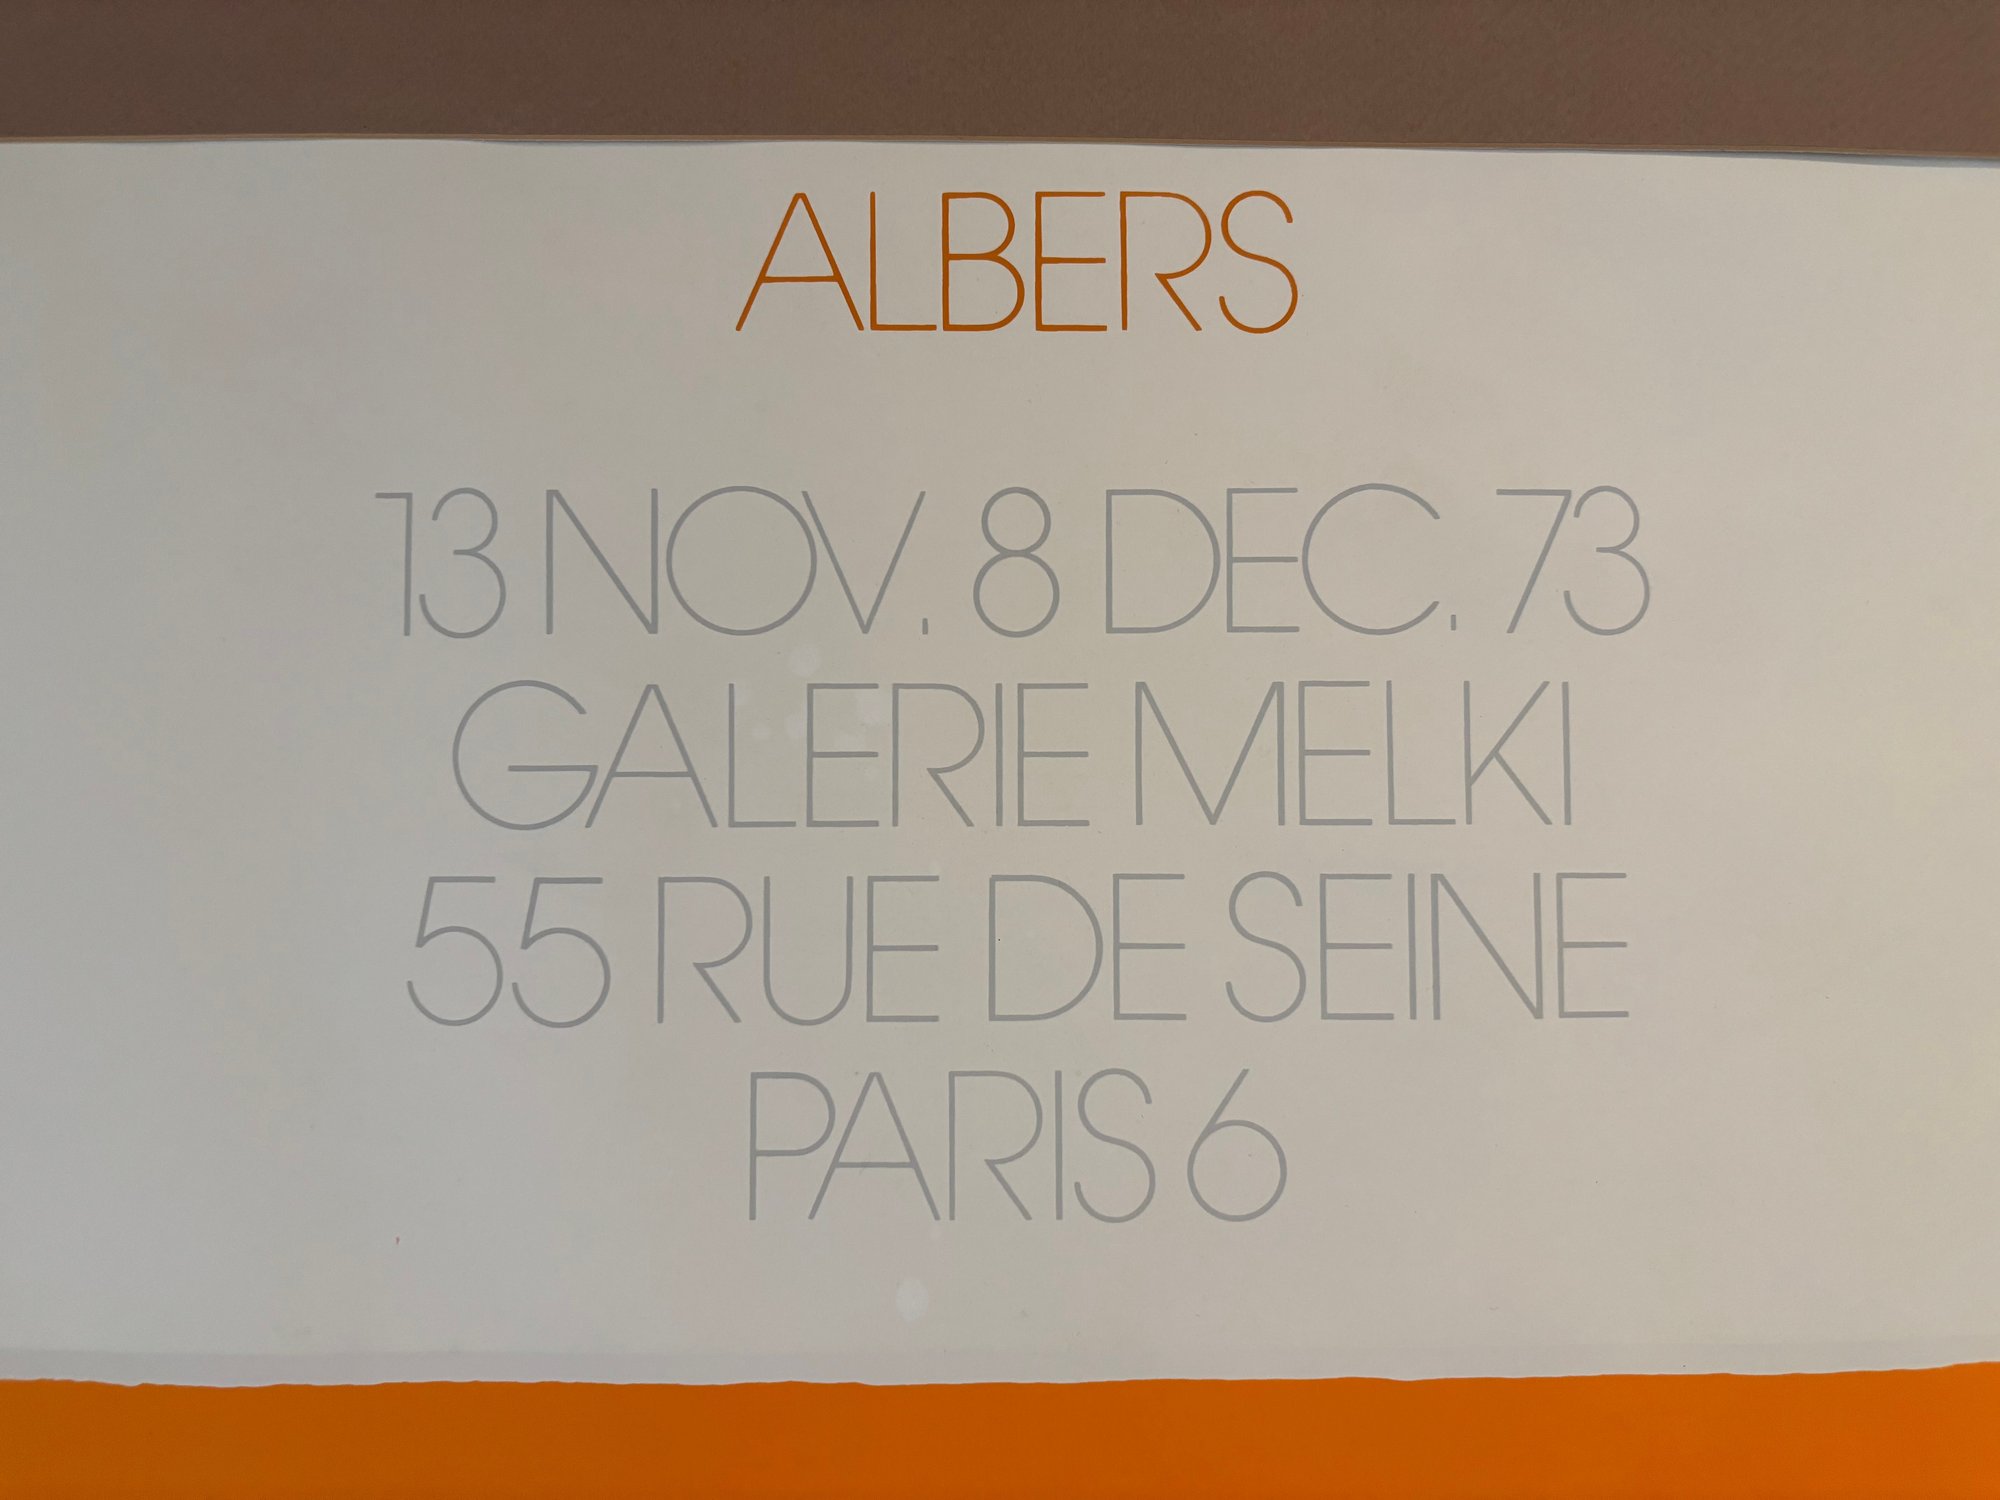 ALBERS
13 NOV. 8 DEC. 73
GALERIE MELKI
55 RUE DE SEINE
PARIS 6